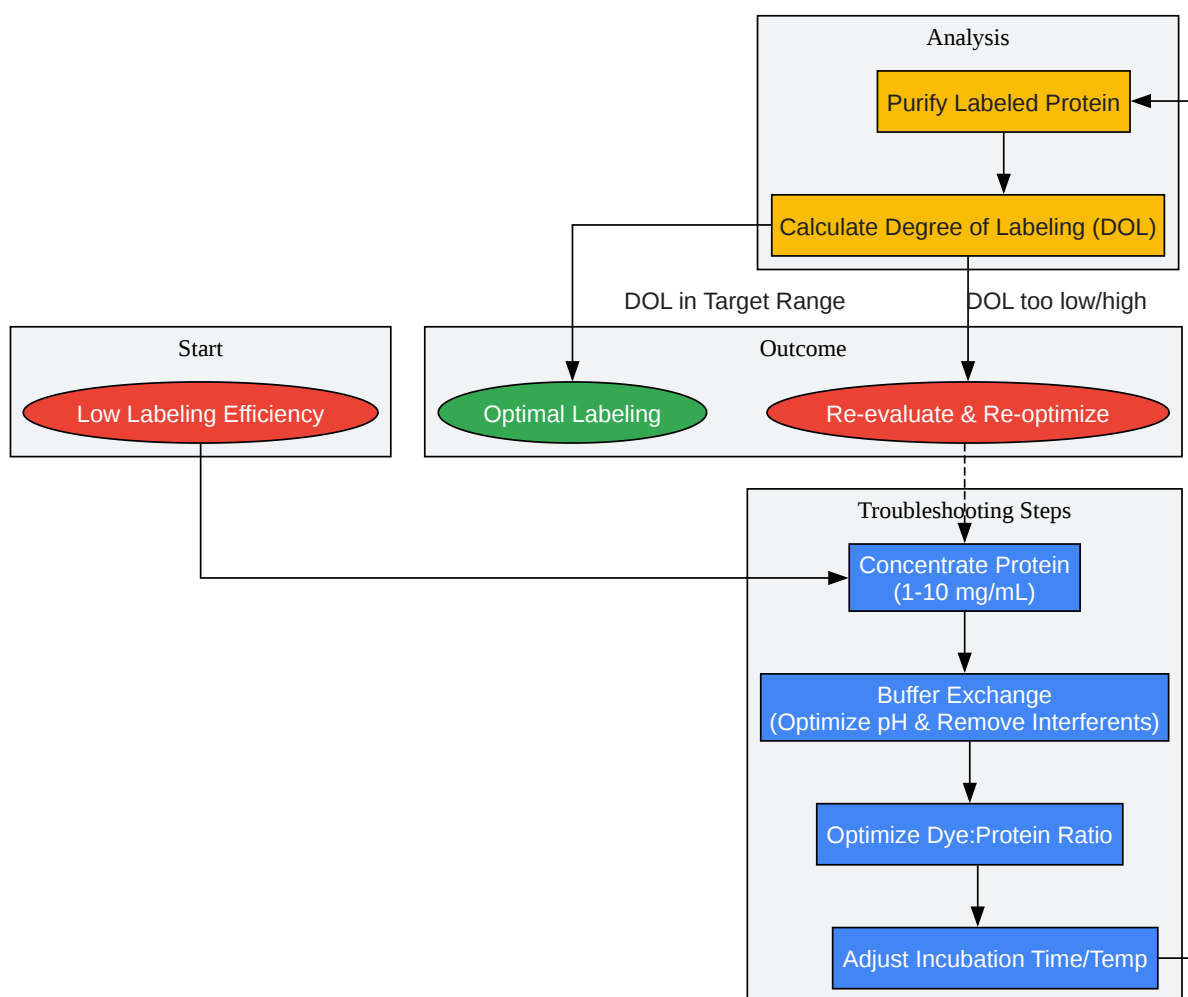 Analysis
Purify Labeled Protein
Calculate Degree of Labeling (DOL)
DOL in Target Range
DOL too low/high
Start
Low Labeling Efficiency
Outcome
Optimal Labeling
Re-evaluate & Re-optimize
Troubleshooting Steps
Concentrate Protein
(1-10 mg/mL)
Buffer Exchange
(Optimize pH & Remove Interferents)
Optimize Dye:Protein Ratio
Adjust Incubation Time/Temp